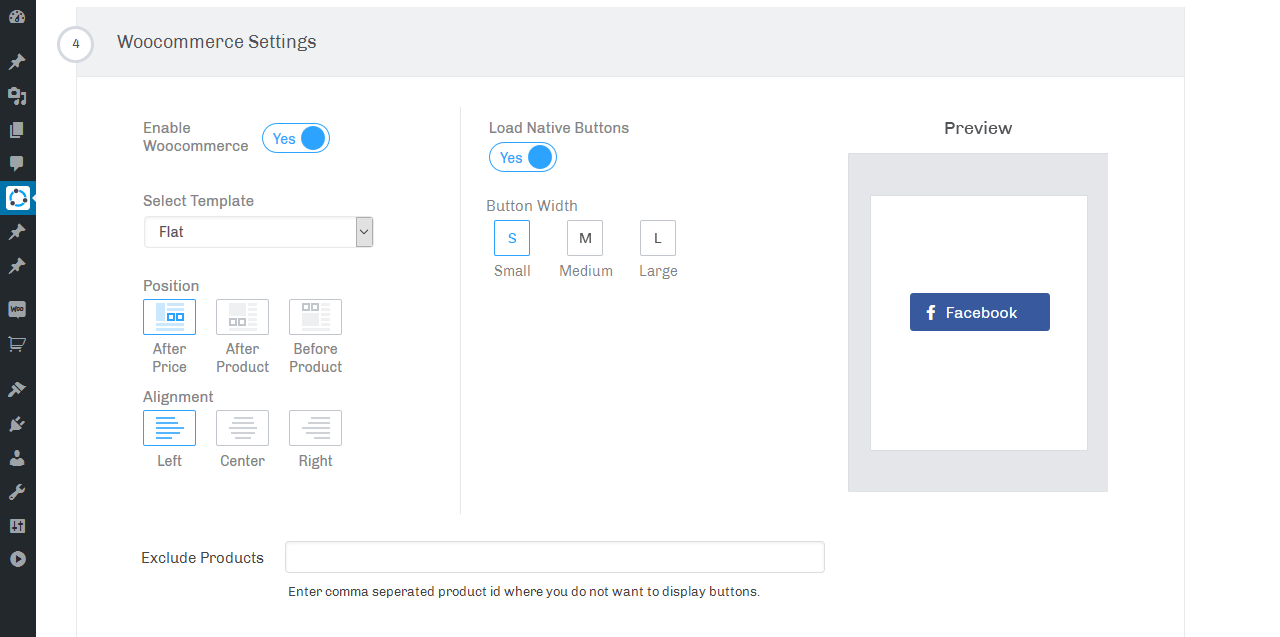 4
Woocommerce Settings
Enable
Woocommerce
Yes
Select Template
Flat
Position
After
Price
After
Product
Before
Product
Alignment
Left
Center
Right
Load Native Buttons
Yes
Button Width
S
M
L
Small
Medium
Large
Preview
Facebook
Exclude Products
Enter comma seperated product id where you do not want to display buttons.
Woo